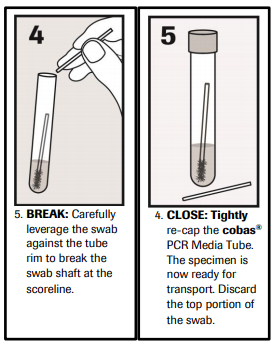 4
5. BREAK: Carefully
leverage the swab
against the tube
rim to break the
swab shaft at the
scoreline.
5
4. CLOSE: Tightly
re-cap the cobas®
PCR Media Tube.
The specimen is
now ready for
transport. Discard
the top portion of
the swab.